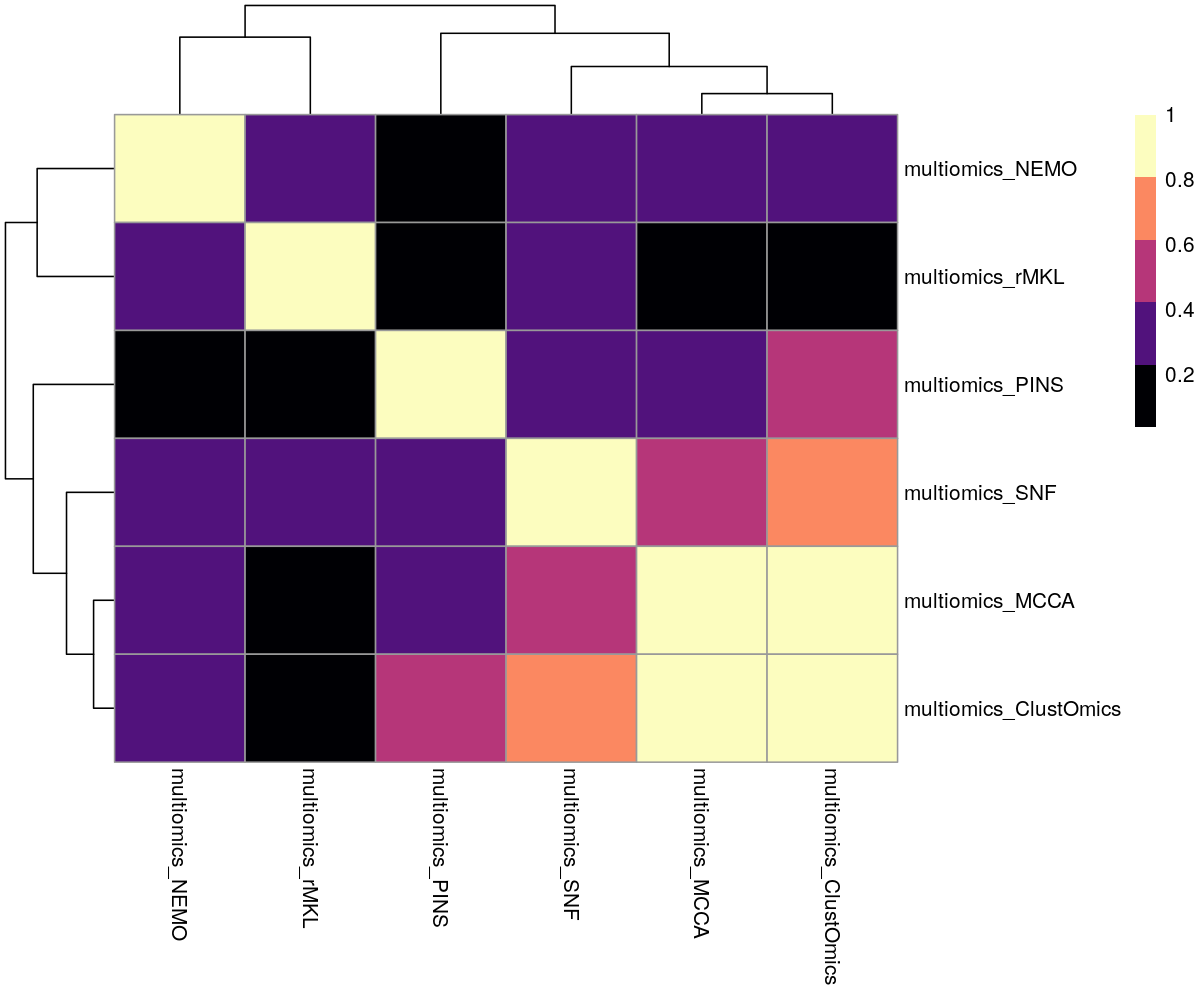 1
0.8
0.6
0.4
0.2
multiomics_NEMO
multiomics_rMKL
multiomics_PINS
multiomics_SNF
multiomics_MCCA
multiomics_ClustOmics
multiomics_NEMO
multiomics_rMKL
multiomics_PINS
multiomics_SNF
multiomics_MCCA
multiomics_ClustOmics